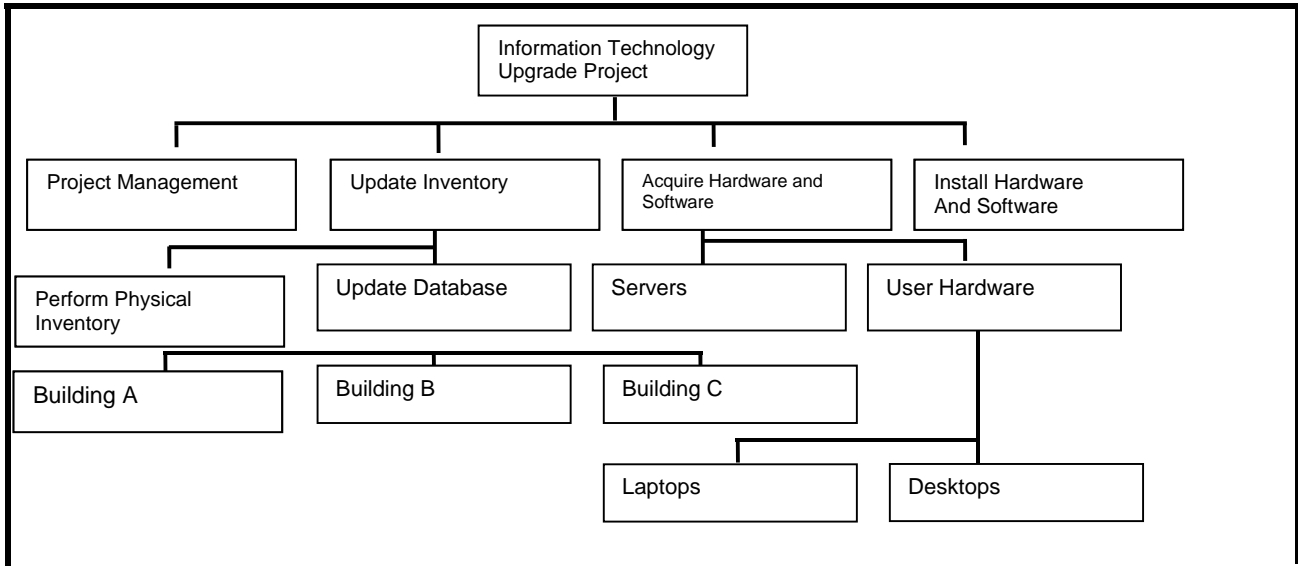 Information Technology
Upgrade Project
Project Management
Update Inventory
Acquire Hardware and
Software
Install Hardware
And Software
Perform Physical
Inventory
Update Database
Servers
User Hardware
Building A
Building B
Building C
Laptops
Desktops